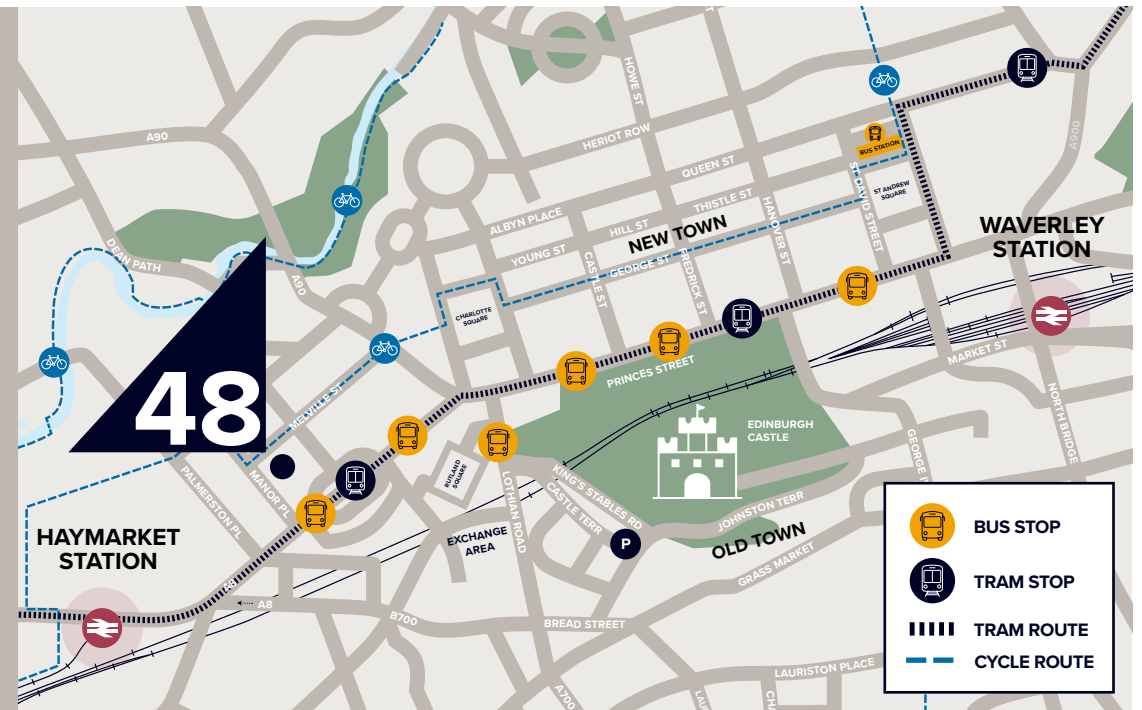 HOWE ST
A90
HERIOT ROW
A900
BUS STATION
QUEEN ST
ST ANDREW
SQUARE
ST DAVID STREET
THISTLE ST
ALBYN PLACE
HILL ST
NEW TOWN
HANOVER ST
WAVERLEY
STATION
DEAN PATH
YOUNG ST
GEORGE ST
FREDRICK ST
CASTLE ST
A90
CHARLOTTE
SQUARE
MARKET ST
PRINCES STREET
48
MELVILLE ST
NORTH BRIDGE
EDINBURGH
CASTLE
RUTLAND
SQUARE
MANOR PL
PALMERSTON PL
LOTHIAN ROAD
KING'S STABLES RD
CASTLE TERR
JOHNSTON TERR
GEORGE I
HAYMARKET
STATION
EXCHANGE
AREA
P
OLD TOWN
GRASS MARKET
A8
A8
B700
BREAD STREET
LAURISTON PLACE
A700
LAU
CHA
BUS STOP
TRAM STOP
TRAM ROUTE
CYCLE ROUTE